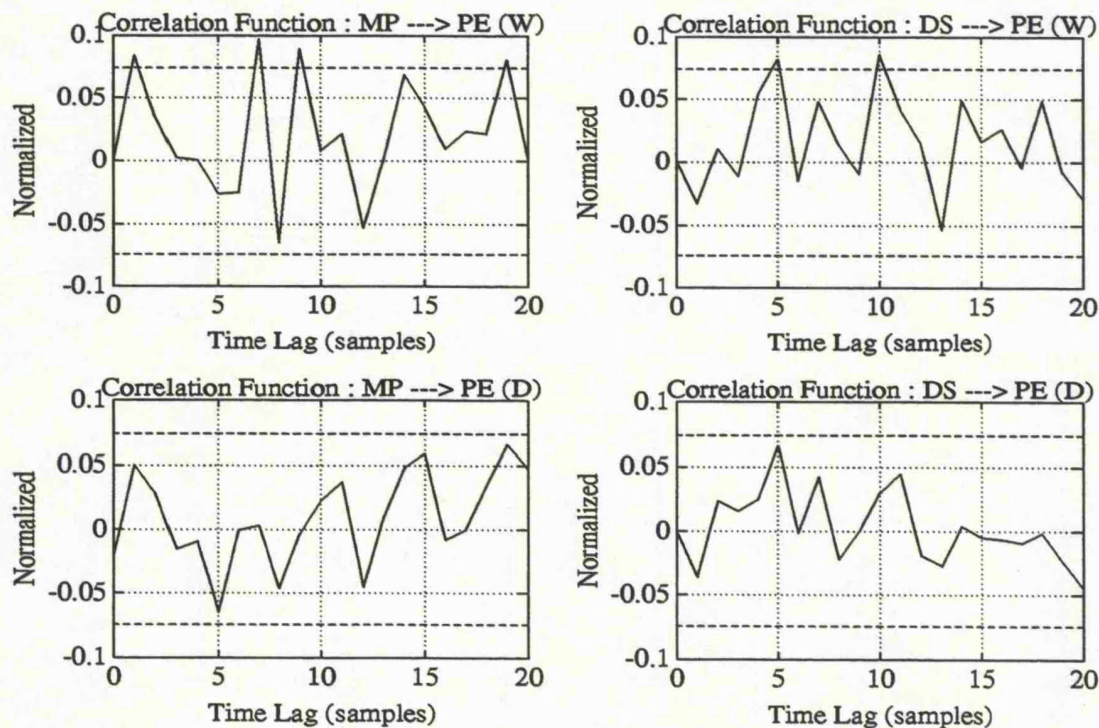 Correlation Function : MP ---> PE (W)
0.1
0.05
0
-0.05
-0.1
Normalized
0 5 10 15 20
Time Lag (samples)
Correlation Function : DS ---> PE (W)
0.1
0.05
0
-0.05
-0.1
Normalized
0 5 10 15 20
Time Lag (samples)
Correlation Function : MP ---> PE (D)
0.1
0.05
0
-0.05
-0.1
Normalized
0 5 10 15 20
Time Lag (samples)
Correlation Function : DS ---> PE (D)
0.1
0.05
0
-0.05
-0.1
Normalized
0 5 10 15 20
Time Lag (samples)